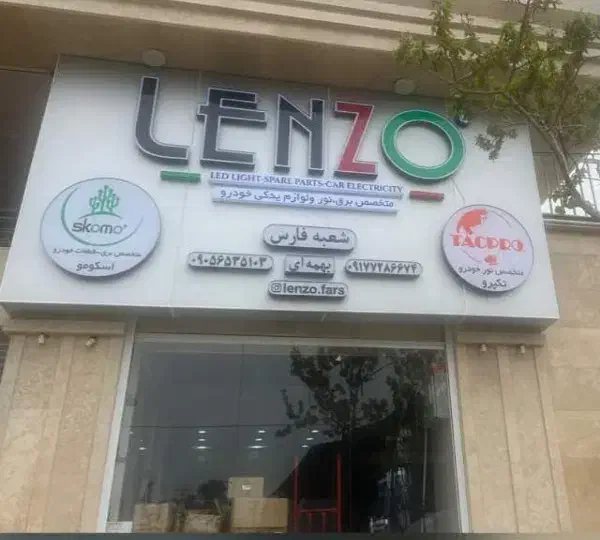 LENZO
LED LIGHT-SPARE PARTS-CAR ELECTRICITY
متخصص برق،نور ولوازم یدکی خودرو
skomo
متخصص برق،قطعات خودرو
اسکومو
شعبه فارس
۰۹۰۵۶۵۳۵۱۰۳
بهمه ای
۰۹۱۷۷۲۸۶۶۷۴
lenzo.fars
TACPRO
متخصص نور خودرو
تکپرو